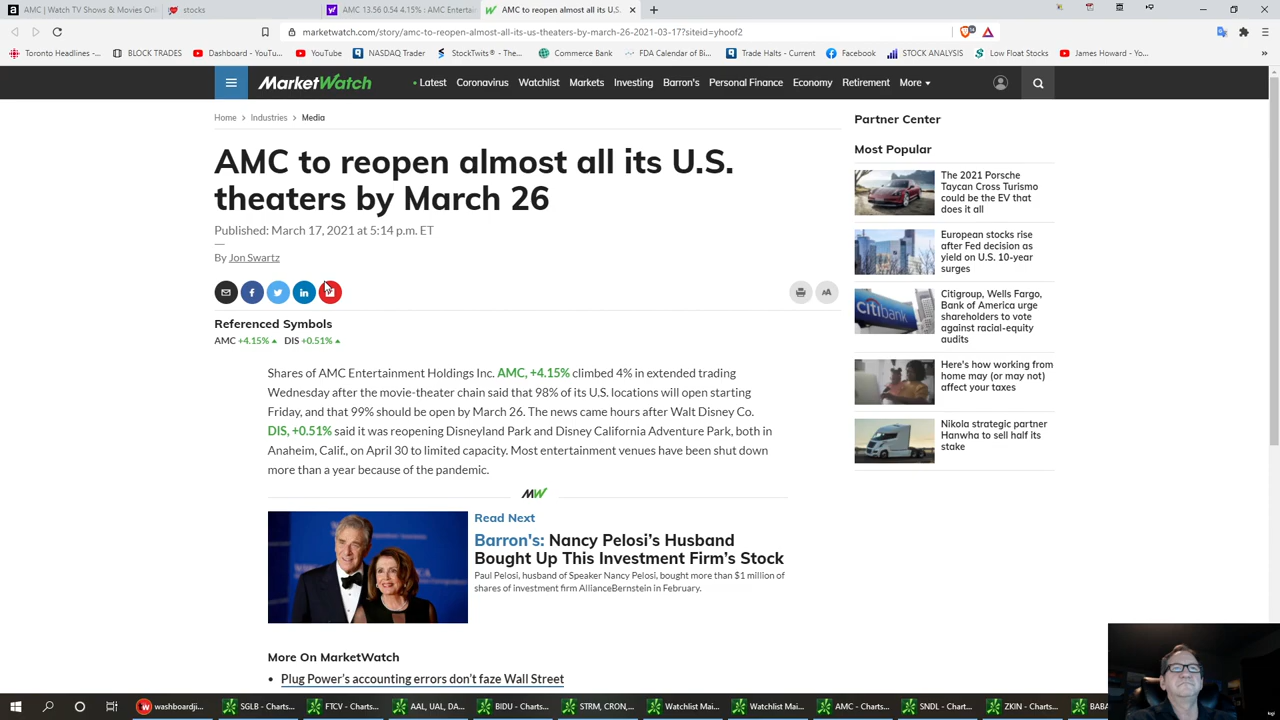 AMC | Watch TV Shows & Movies Onl
stocks
AMC 13.56 0.54 4.15% : AMC Entertai
AMC to reopen almost all its U.S.
marketwatch.com/story/amc-to-reopen-almost-all-its-us-theaters-by-march-26-2021-03-17?siteid=yhoof2
Toronto Headlines...
BLOCK TRADES
Dashboard - YouTu...
YouTube
NASDAQ Trader
StockTwits® - The...
Commerce Bank
FDA Calendar of Bi...
Trade Halts - Current
Facebook
STOCK ANALYSIS
Low Float Stocks
James Howard - Yo...
MarketWatch
Latest Coronavirus Watchlist Markets Investing Barron's Personal Finance Economy Retirement More
Home > Industries > Media
AMC to reopen almost all its U.S.
theaters by March 26
Published: March 17, 2021 at 5:14 p.m. ET
By Jon Swartz
AA
Referenced Symbols
AMC +4.15% DIS +0.51%
Shares of AMC Entertainment Holdings Inc. AMC, +4.15% climbed 4% in extended trading
Wednesday after the movie-theater chain said that 98% of its U.S. locations will open starting
Friday, and that 99% should be open by March 26. The news came hours after Walt Disney Co.
DIS, +0.51% said it was reopening Disneyland Park and Disney California Adventure Park, both in
Anaheim, Calif., on April 30 to limited capacity. Most entertainment venues have been shut down
more than a year because of the pandemic.
MW
Read Next
Barron's: Nancy Pelosi's Husband
Bought Up This Investment Firm's Stock
Paul Pelosi, husband of Speaker Nancy Pelosi, bought more than $1 million of
shares of investment firm AllianceBernstein in February.
More On MarketWatch
• Plug Power's accounting errors don't faze Wall Street
Partner Center
Most Popular
The 2021 Porsche
Taycan Cross Turismo
could be the EV that
does it all
European stocks rise
after Fed decision as
yield on U.S. 10-year
surges
citibank
Citigroup, Wells Fargo,
Bank of America urge
shareholders to vote
against racial-equity
audits
Here's how working from
home may (or may not)
affect your taxes
Nikola strategic partner
Hanwha to sell half its
stake
washboardji...
SGLB - Charts...
FTCV - Charts...
AAL, UAL, DA...
BIDU - Charts...
STRM, CRON,...
Watchlist Mai...
Watchlist Mai...
AMC - Charts...
SNDL - Charts...
ZKIN - Charts...
BABA